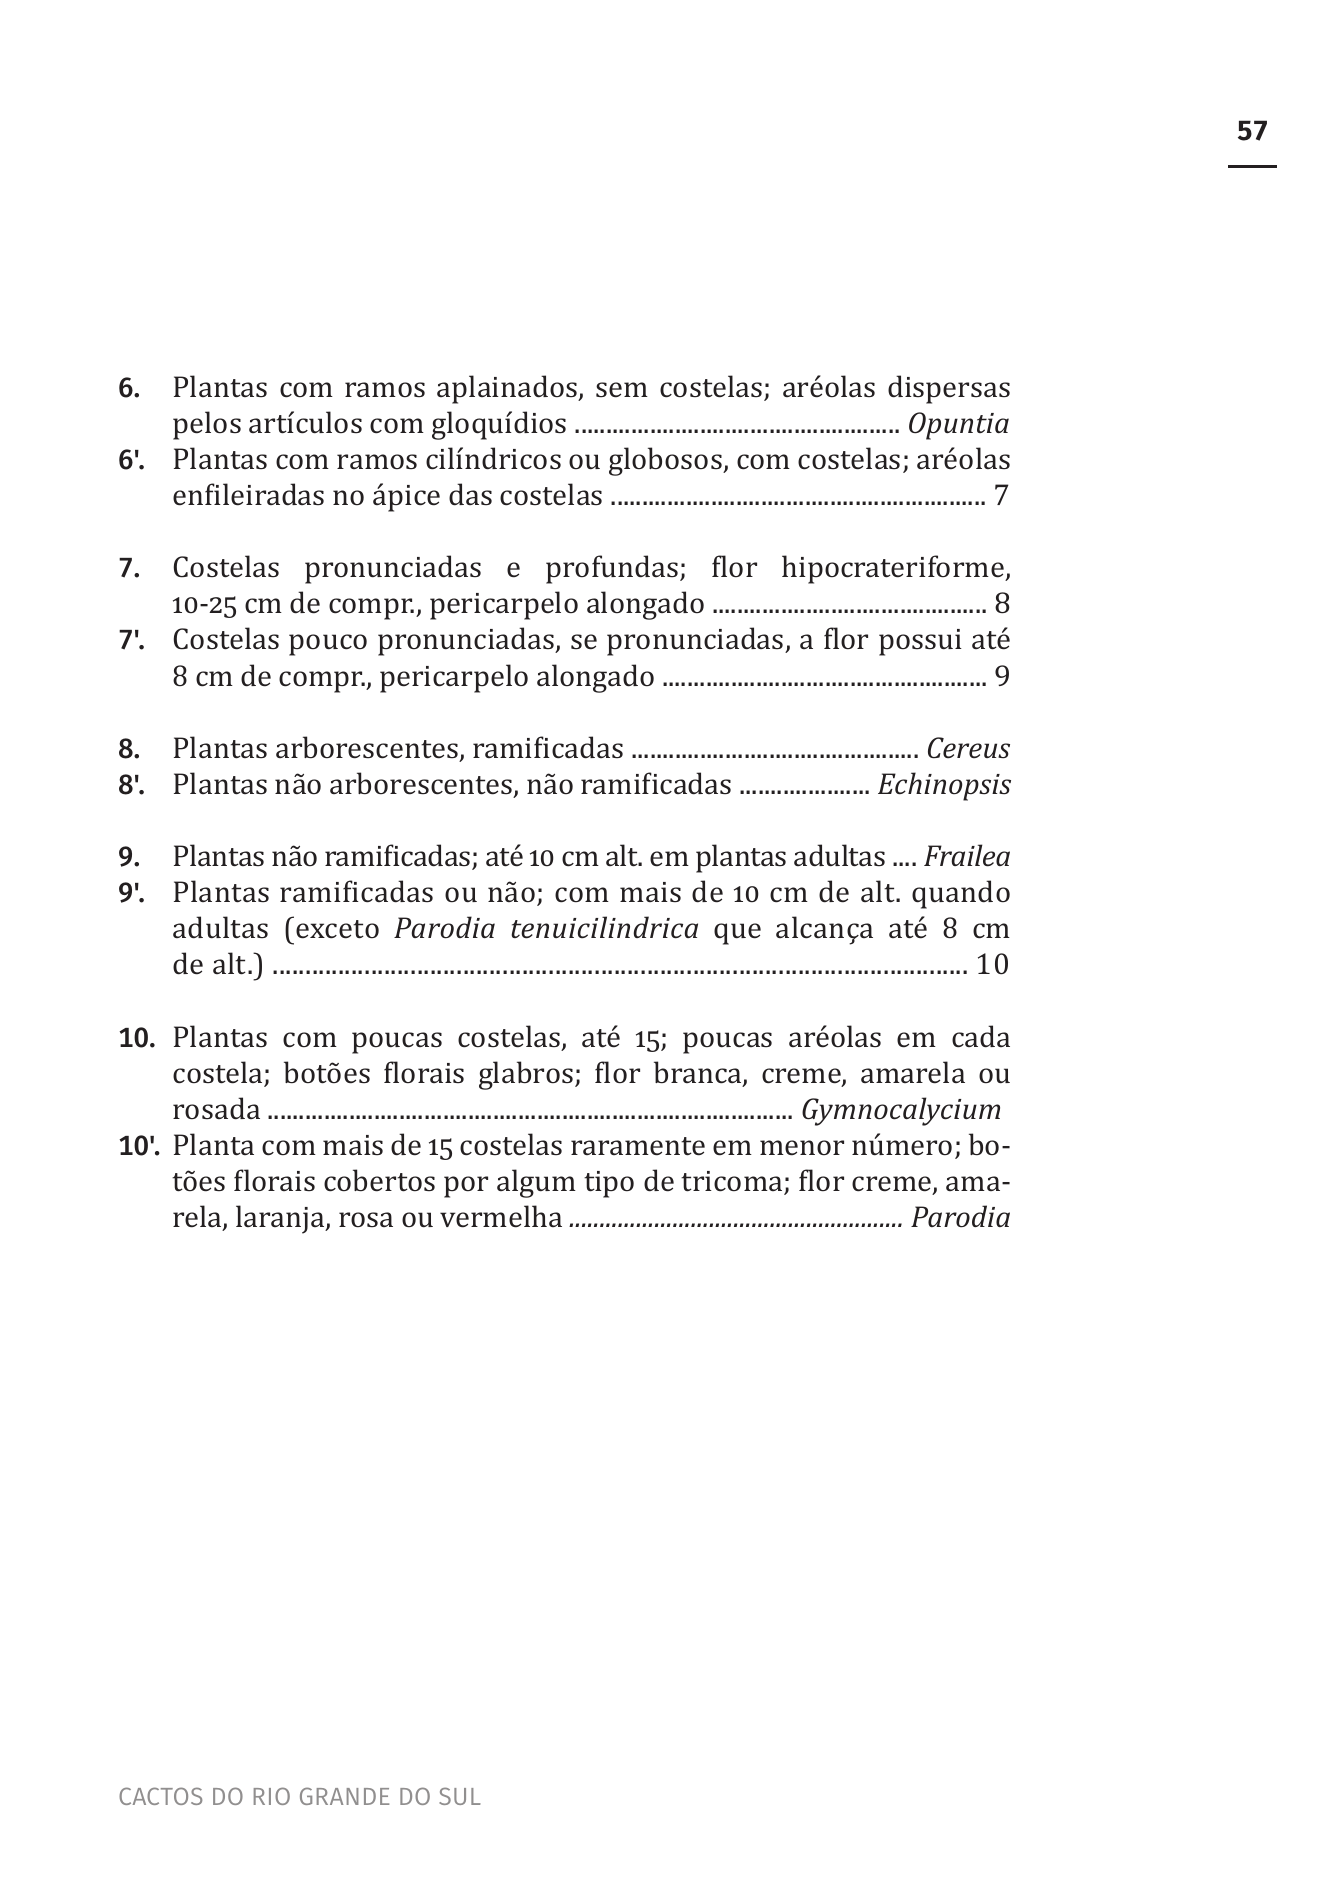 57
6. Plantas com ramos aplainados, sem costelas; aréolas dispersas
pelos artículos com gloquídios .................................................... Opuntia
6'. Plantas com ramos cilíndricos ou globosos, com costelas; aréolas
enfileiradas no ápice das costelas ............................................................ 7
7. Costelas pronunciadas e profundas; flor hipocrateriforme,
10-25 cm de compr., pericarpelo alongado ............................................ 8
7'. Costelas pouco pronunciadas, se pronunciadas, a flor possui até
8 cm de compr., pericarpelo alongado .................................................... 9
8. Plantas arborescentes, ramificadas .............................................. Cereus
8'. Plantas não arborescentes, não ramificadas ..................... Echinopsis
9. Plantas não ramificadas; até 10 cm alt. em plantas adultas .... Frailea
9'. Plantas ramificadas ou não; com mais de 10 cm de alt. quando
adultas (exceto Parodia tenuicilindrica que alcança até 8 cm
de alt.) ............................................................................................................... 10
10. Plantas com poucas costelas, até 15; poucas aréolas em cada
costela; botões florais glabros; flor branca, creme, amarela ou
rosada .................................................................................... Gymnocalycium
10'. Planta com mais de 15 costelas raramente em menor número; bo-
tões florais cobertos por algum tipo de tricoma; flor creme, ama-
rela, laranja, rosa ou vermelha ....................................................... Parodia
CACTOS DO RIO GRANDE DO SUL